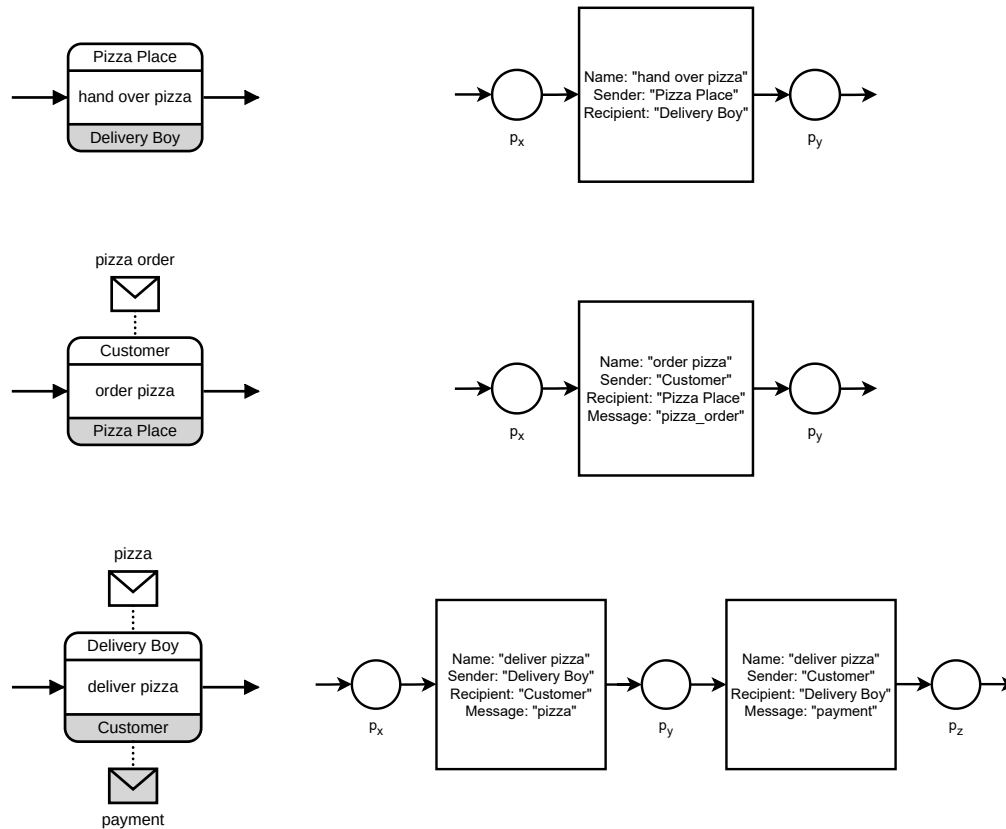 Pizza Place
hand over pizza
Delivery Boy
Name: "hand over pizza"
Sender: "Pizza Place"
Recipient: "Delivery Boy"
px
py
pizza order
Customer
order pizza
Pizza Place
Name: "order pizza"
Sender: "Customer"
Recipient: "Pizza Place"
Message: "pizza_order"
px
py
pizza
Delivery Boy
deliver pizza
Customer
payment
Name: "deliver pizza"
Sender: "Delivery Boy"
Recipient: "Customer"
Message: "pizza"
Name: "deliver pizza"
Sender: "Customer"
Recipient: "Delivery Boy"
Message: "payment"
px
py
pz